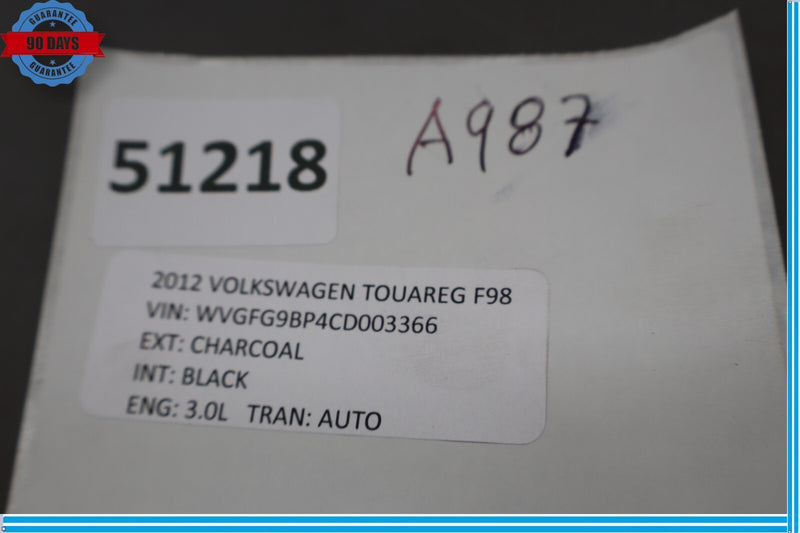 GUARANTEE
90 DAYS
GUARANTEE
A987
51218
2012 VOLKSWAGEN TOUAREG F98
VIN: WVGFG9BP4CD003366
EXT: CHARCOAL
INT: BLACK
ENG: 3.0L TRAN: AUTO